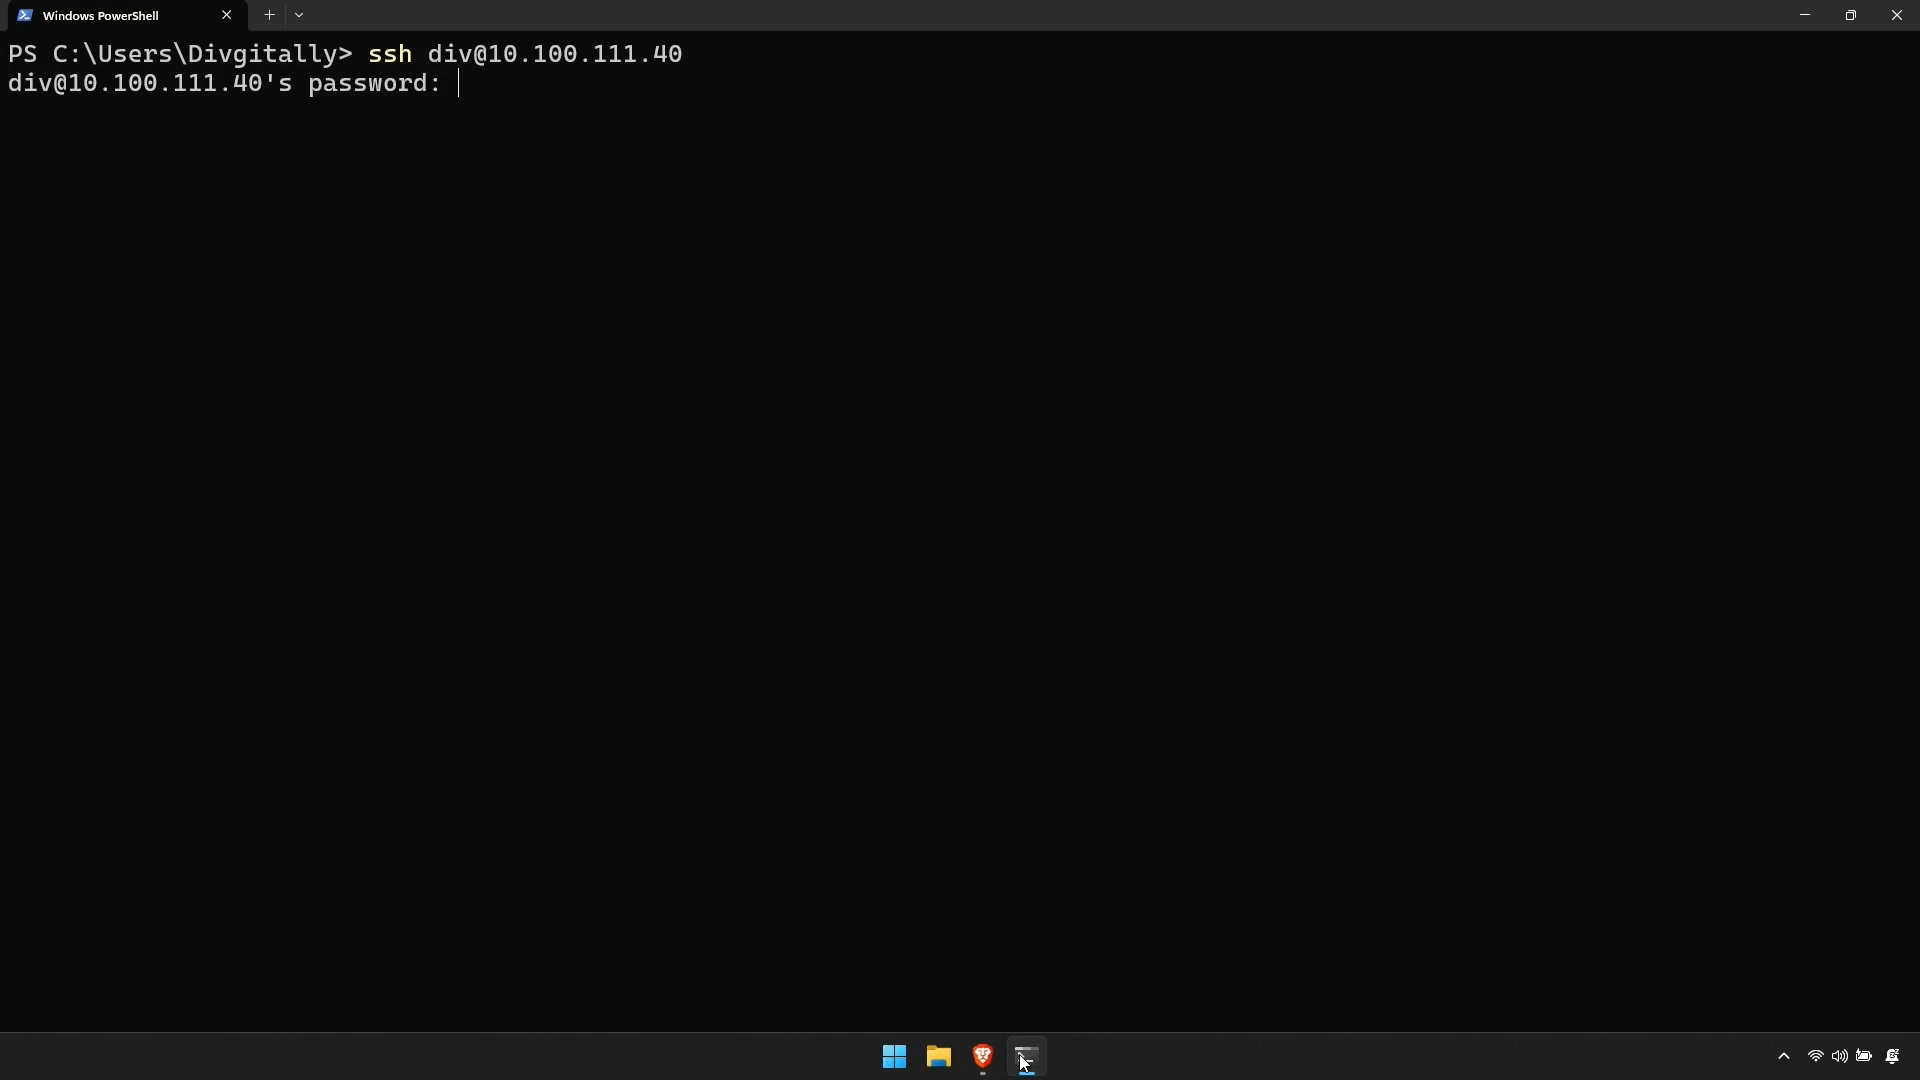 Windows PowerShell
PS C:\Users\Divgitally> ssh div@10.100.111.40
div@10.100.111.40's password: